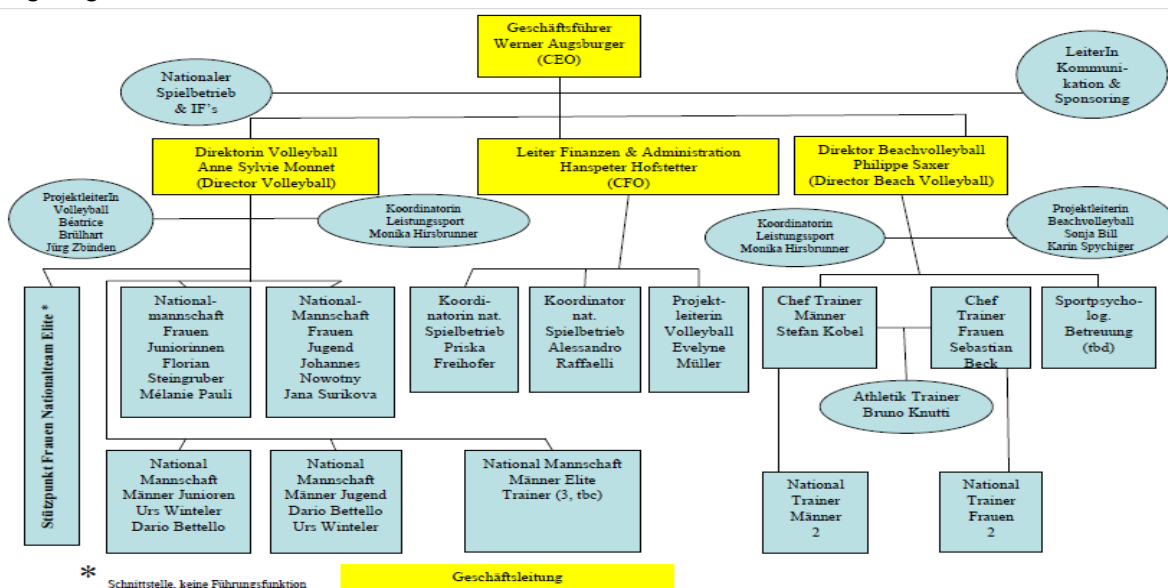 Geschäftsführer
Werner Augsburger
(CEO)
Nationaler
Spielbetrieb
& IF's
LeiterIn
Kommuni-
kation &
Sponsoring
Direktorin Volleyball
Anne Sylvie Monnet
(Director Volleyball)
Leiter Finanzen & Administration
Hanspeter Hofstetter
(CFO)
Direktor Beachvolleyball
Philippe Saxer
(Director Beach Volleyball)
ProjektleiterIn
Volleyball
Béatrice
Brülhart
Jürg Zbinden
Koordinatorin
Leistungssport
Monika Hirsbrunner
Koordinatorin
Leistungssport
Monika Hirsbrunner
Projektleiterin
Beachvolleyball
Sonja Bill
Karin Spychiger
Stützpunkt Frauen Nationalteam Elite *
National-
mannschaft
Frauen
Juniorinnen
Florian
Steingruber
Mélanie Pauli
National-
Mannschaft
Frauen
Jugend
Johannes
Nowotny
Jana Surikova
Koordi-
natorin nat.
Spielbetrieb
Priska
Freihofer
Koordinator
nat.
Spielbetrieb
Alessandro
Raffaelli
Projekt-
leiterin
Volleyball
Evelyne
Müller
Chef Trainer
Männer
Stefan Kobel
Chef
Trainer
Frauen
Sebastian
Beck
Sportpsycho-
log.
Betreuung
(tbd)
Athletik Trainer
Bruno Knutti
National
Mannschaft
Männer Junioren
Urs Winteler
Dario Bettello
National
Mannschaft
Männer Jugend
Dario Bettello
Urs Winteler
National Mannschaft
Männer Elite
Trainer (3, tbc)
National
Trainer
Männer
2
National
Trainer
Frauen
2
* Schnittstelle, keine Führungsfunktion
Geschäftsleitung